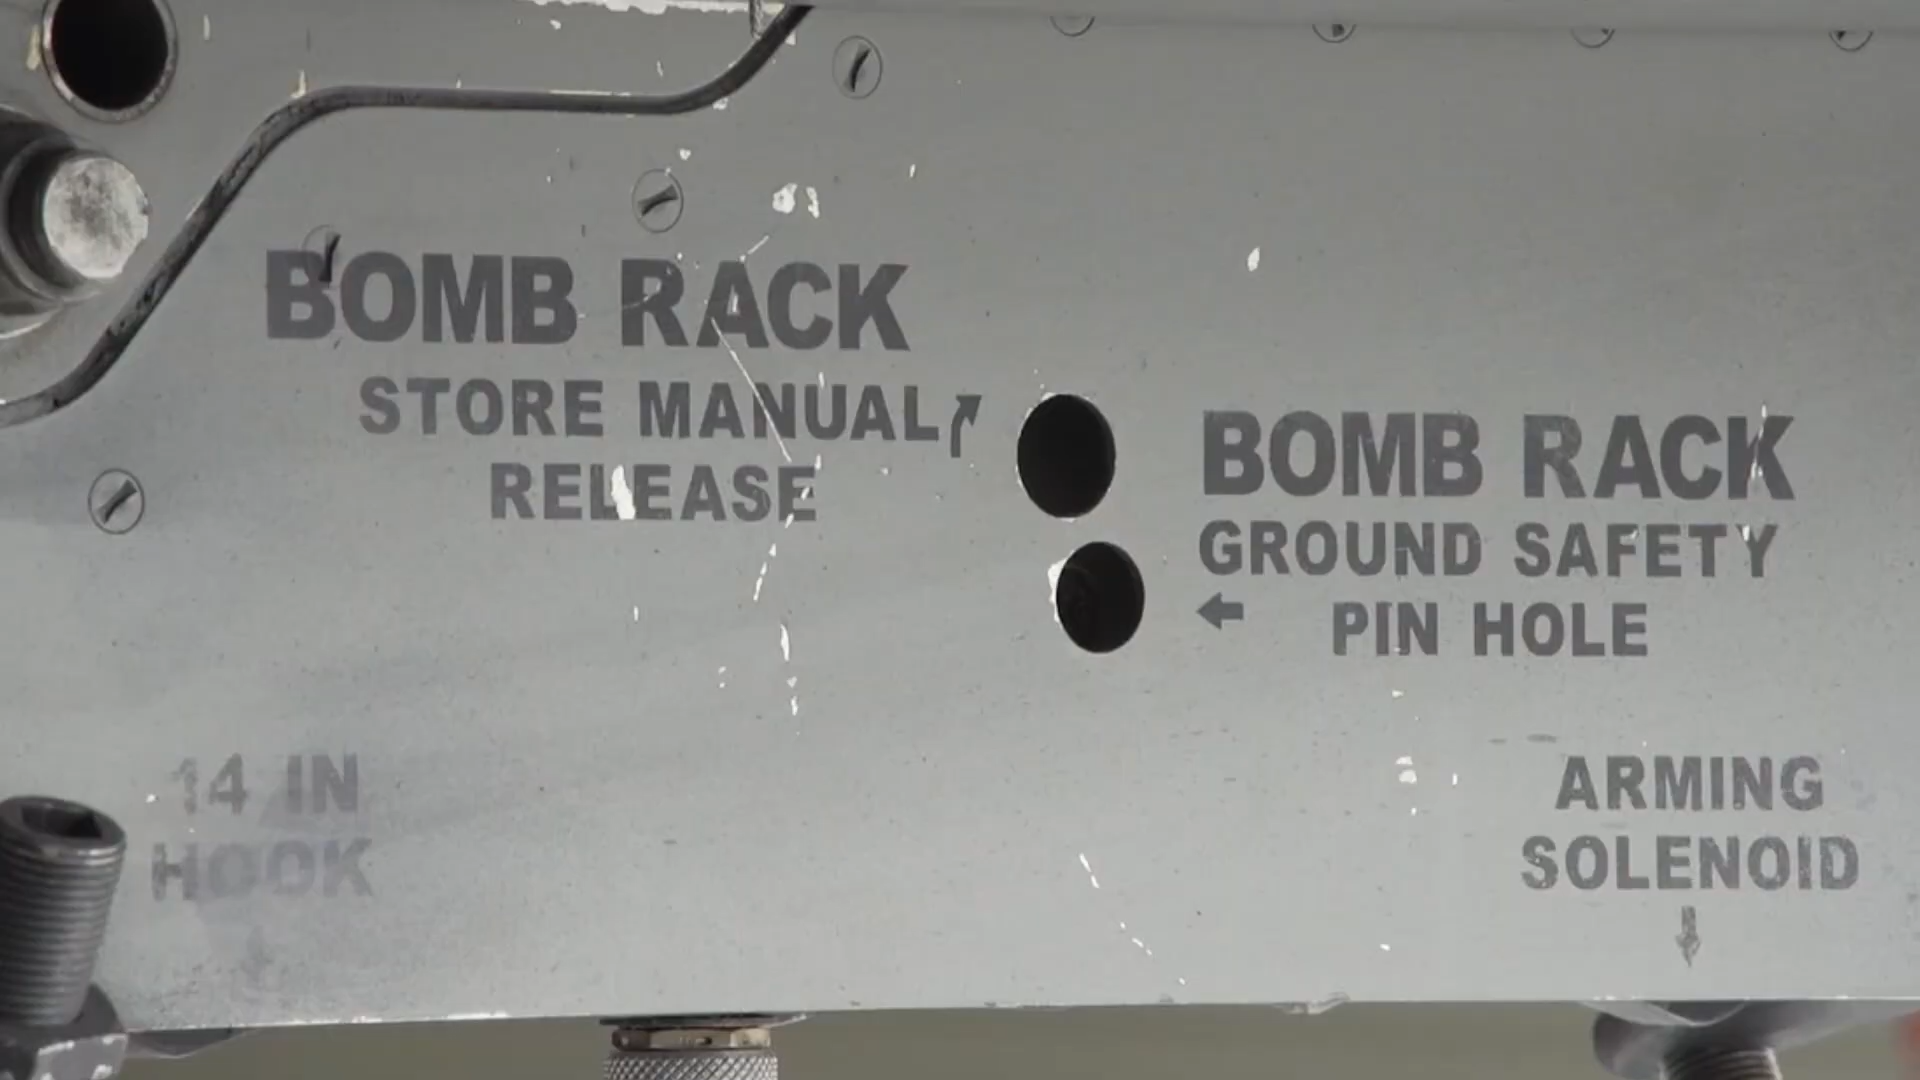 BOMB RACK
STORE MANUAL
RELEASE
BOMB RACK
GROUND SAFETY
PIN HOLE
14 IN
HOOK
ARMING
SOLENOID